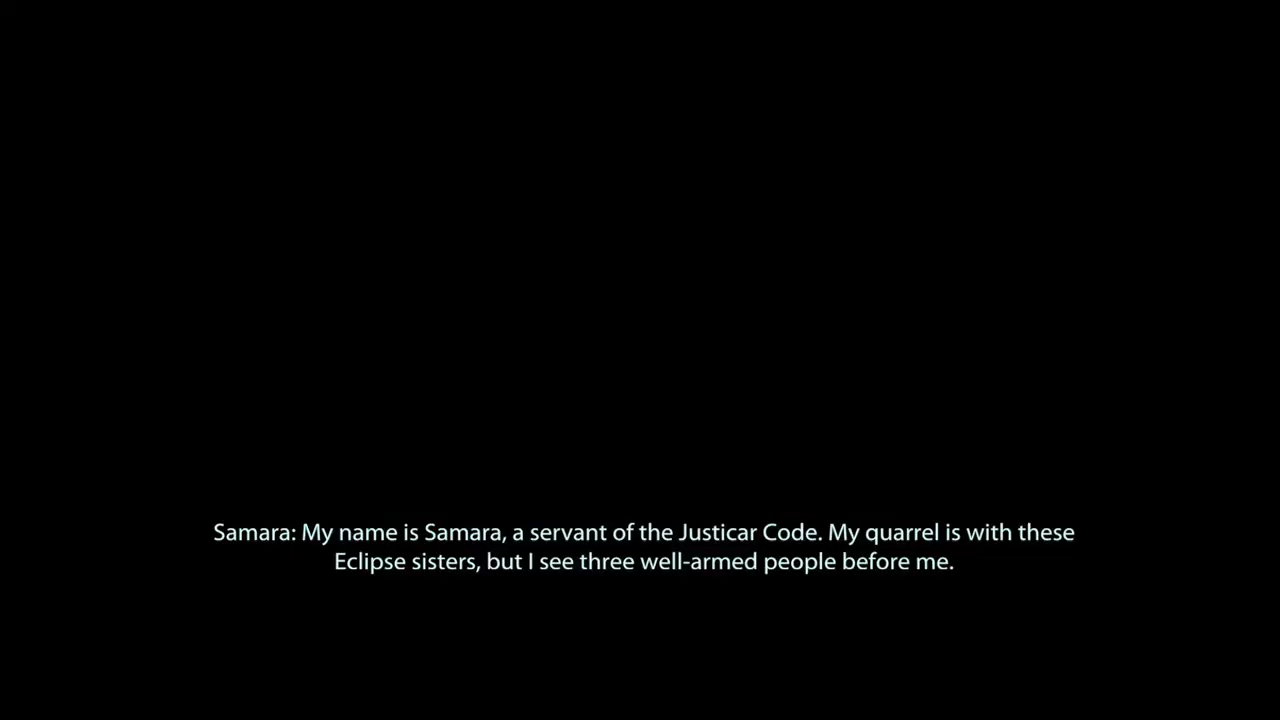 Samara: My name is Samara, a servant of the Justicar Code. My quarrel is with these
Eclipse sisters, but I see three well-armed people before me.